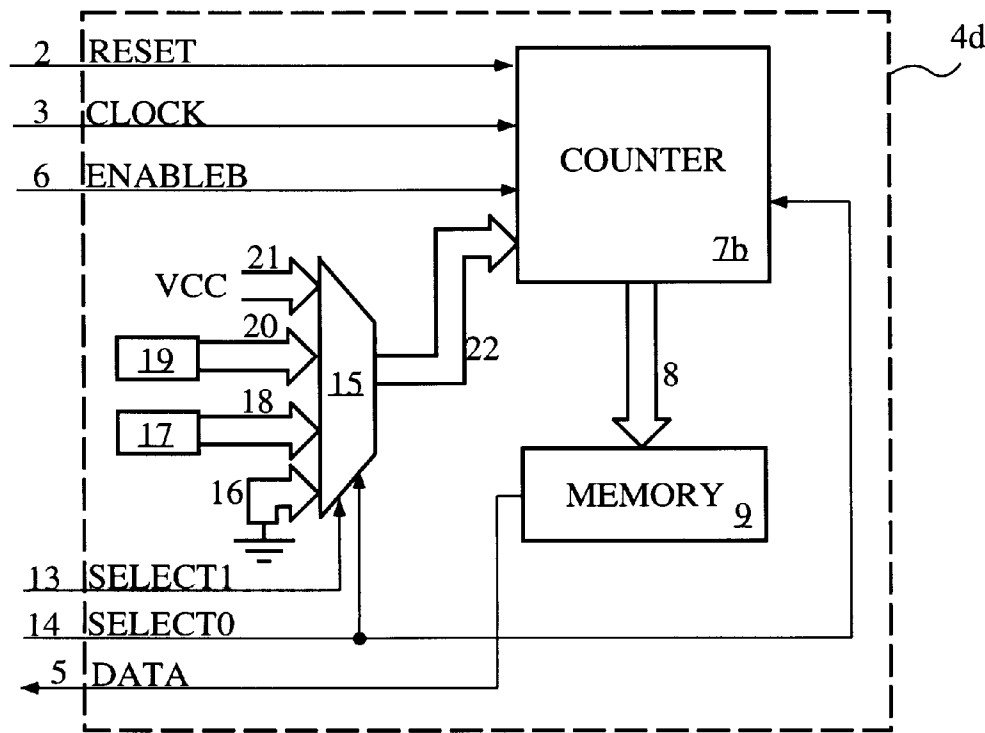 4d
2 RESET
3 CLOCK
6 ENABLEB
COUNTER
7b
21
VCC
20
19
15
22
18
17
8
16
MEMORY
9
13 SELECT1
14 SELECT0
5 DATA